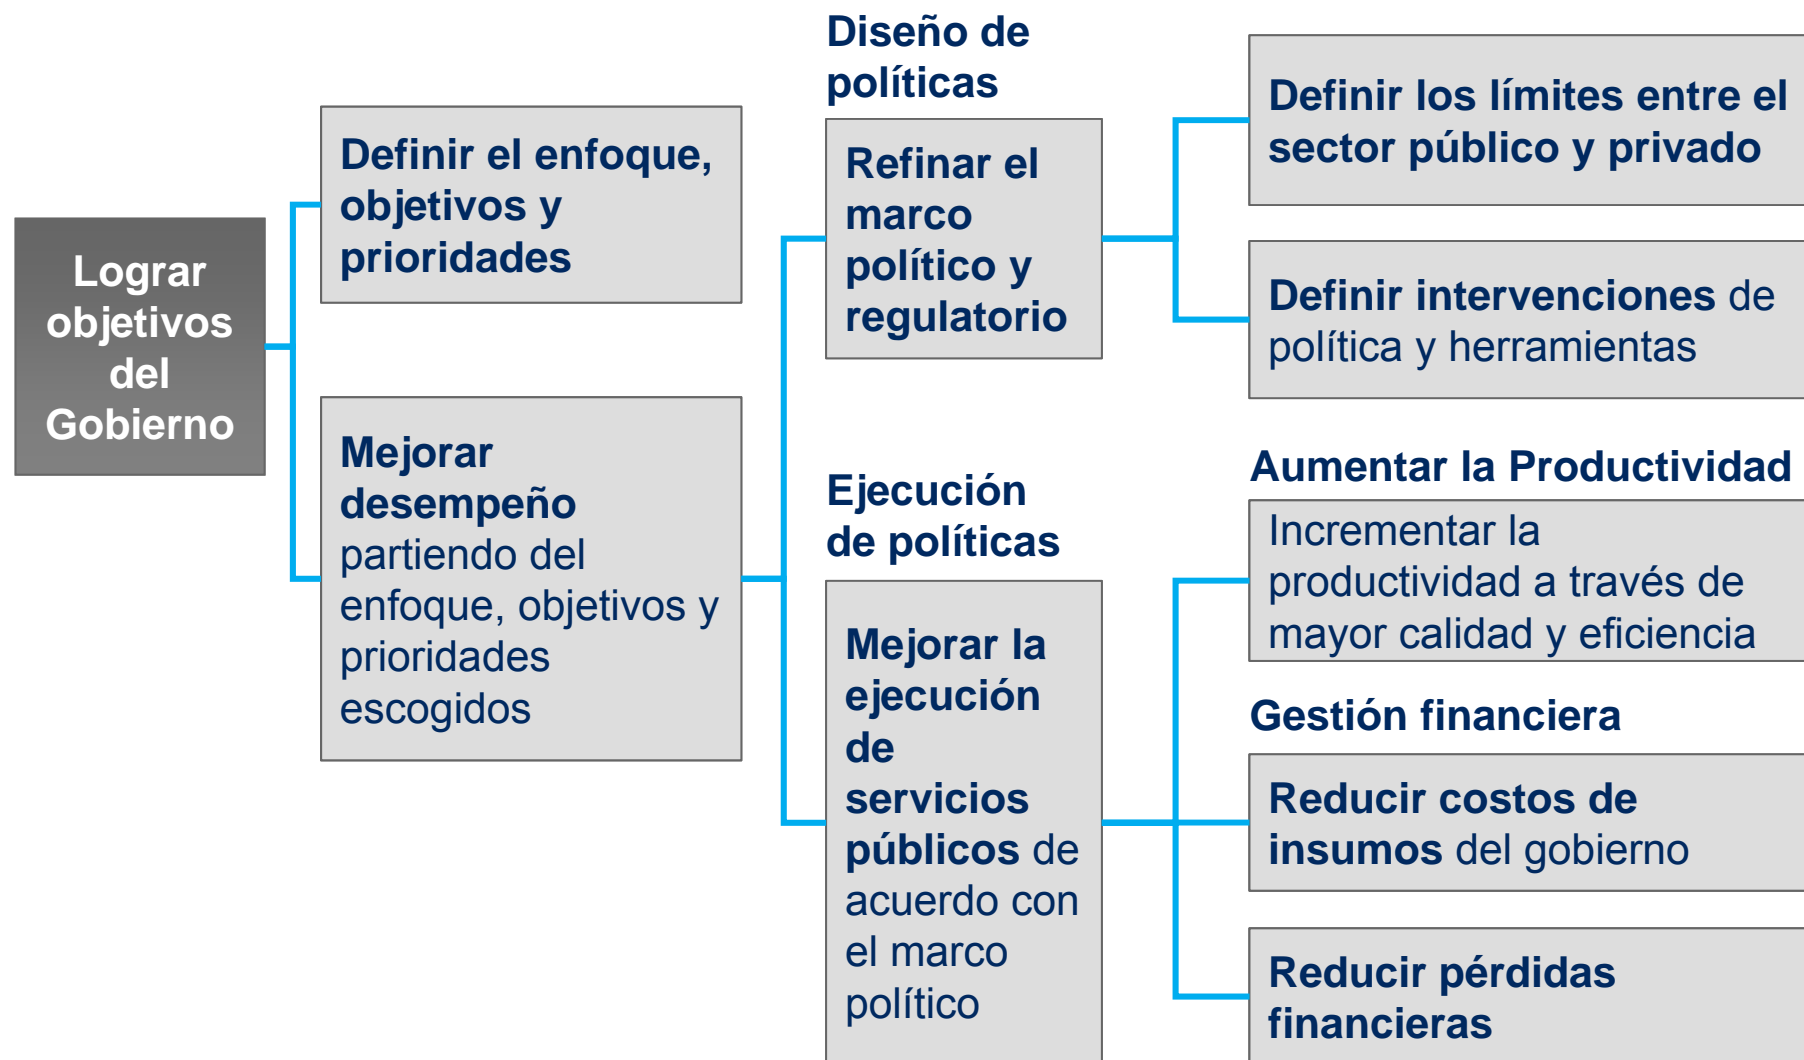 Lograr
objetivos
del
Gobierno
Definir el enfoque,
objetivos y
prioridades
Mejorar
desempeño
partiendo del
enfoque, objetivos y
prioridades
escogidos
Diseño de
políticas
Refinar el
marco
político y
regulatorio
Ejecución
de políticas
Mejorar la
ejecución
de
servicios
públicos de
acuerdo con
el marco
político
Definir los límites entre el
sector público y privado
Definir intervenciones de
política y herramientas
Aumentar la Productividad
Incrementar la
productividad a través de
mayor calidad y eficiencia
Gestión financiera
Reducir costos de
insumos del gobierno
Reducir pérdidas
financieras